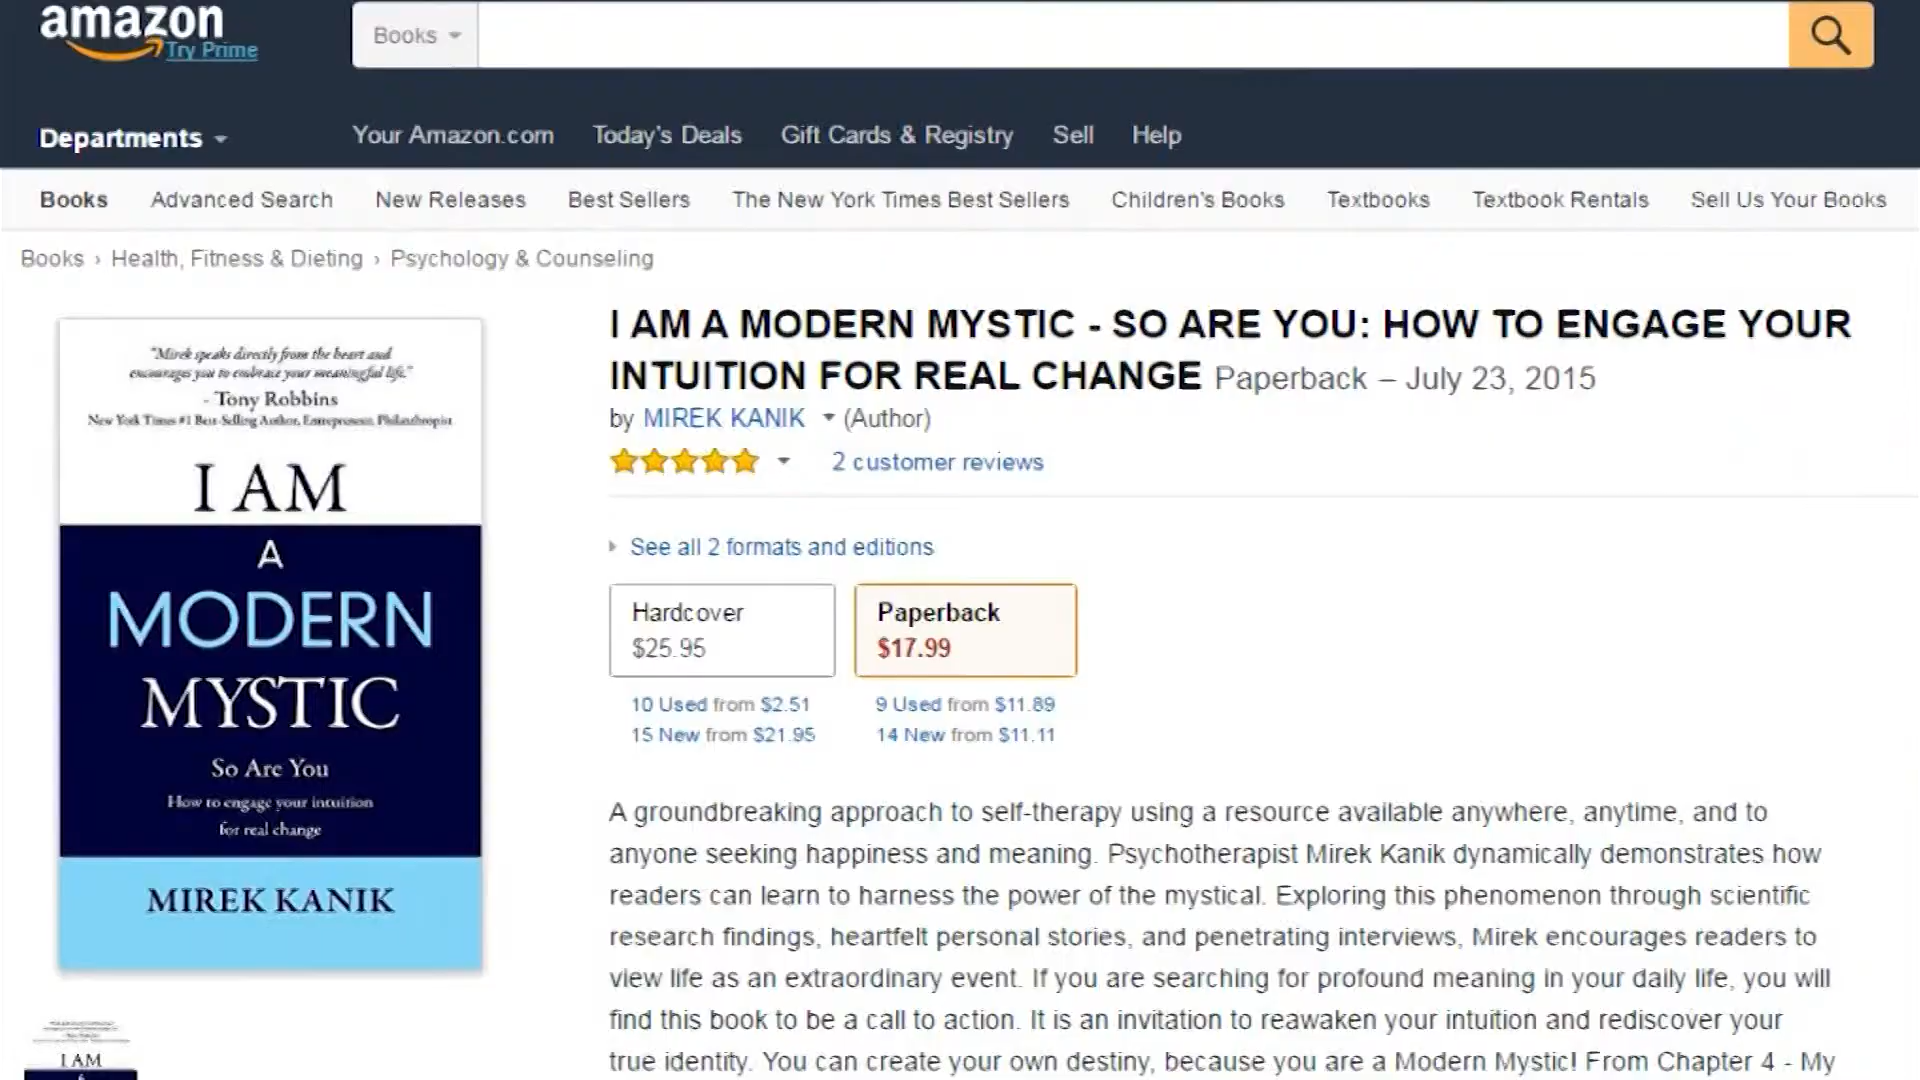 amazon
Try Prime
Books
Departments
Your Amazon.com Today's Deals Gift Cards & Registry Sell Help
Books Advanced Search New Releases Best Sellers The New York Times Best Sellers Children's Books Textbooks Textbook Rentals Sell Us Your Books
Books › Health, Fitness & Dieting › Psychology & Counseling
"Mirek speaks directly from the heart and
encourages you to embrace your meaningful life."
- Tony Robbins
New York Times #1 Best-Selling Author, Entrepreneur, Philanthropist
I AM
A
MODERN
MYSTIC
So Are You
How to engage your intuition
for real change
MIREK KANIK
I AM
I AM A MODERN MYSTIC - SO ARE YOU: HOW TO ENGAGE YOUR
INTUITION FOR REAL CHANGE Paperback – July 23, 2015
by MIREK KANIK (Author)
2 customer reviews
See all 2 formats and editions
Hardcover
$25.95
Paperback
$17.99
10 Used from $2.51
15 New from $21.95
9 Used from $11.89
14 New from $11.11
A groundbreaking approach to self-therapy using a resource available anywhere, anytime, and to
anyone seeking happiness and meaning. Psychotherapist Mirek Kanik dynamically demonstrates how
readers can learn to harness the power of the mystical. Exploring this phenomenon through scientific
research findings, heartfelt personal stories, and penetrating interviews, Mirek encourages readers to
view life as an extraordinary event. If you are searching for profound meaning in your daily life, you will
find this book to be a call to action. It is an invitation to reawaken your intuition and rediscover your
true identity. You can create your own destiny, because you are a Modern Mystic! From Chapter 4 - My